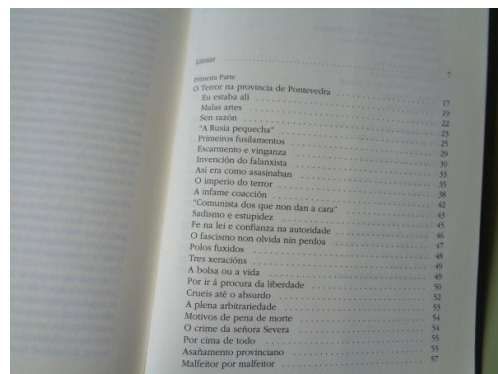 Limiar 7
Primeira Parte
O Terror na provincia de Pontevedra 17
Eu estaba alí 19
Malas artes 22
Sen razón 23
"A Rusia pequecha" 25
Primeiros fusilamentos 29
Escarmento e vinganza 30
Invención do falanxista 33
Así era como asasinaban 35
O imperio do terror 38
A infame coacción 42
"Comunista dos que non dan a cara" 43
Sadismo e estupidez 45
Fe na lei e confianza na autoridade 46
O fascismo non olvida nin perdoa 47
Polos fuxidos 48
Tres xeracións 49
A bolsa ou a vida 49
Por ir á procura da liberdade 50
Crueis até o absurdo 52
A plena arbitrariedade 53
Motivos de pena de morte 54
O crime da señora Severa 54
Por cima de todo 55
Asañamento provinciano 55
Malfeitor por malfeitor 57